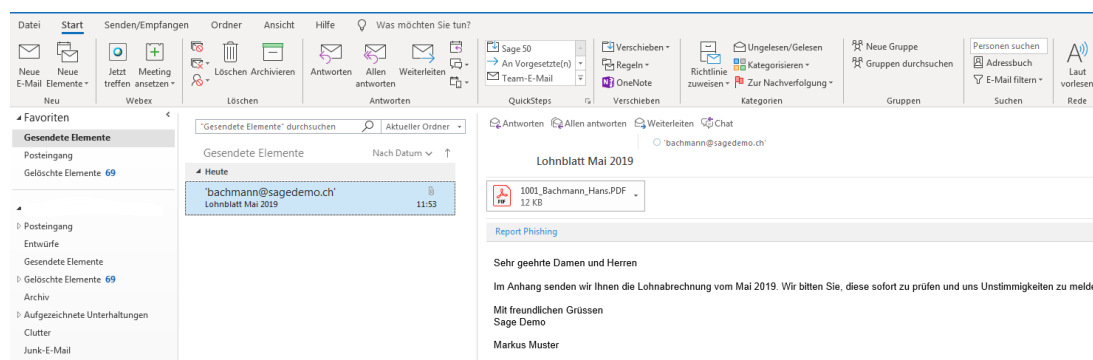 Datei Start Senden/Empfangen Ordner Ansicht Hilfe Was möchten Sie tun?
Neue E-Mail
Neue Elemente
Neu
Jetzt treffen
Meeting ansetzen
Webex
Löschen Archivieren
Löschen
Antworten
Allen antworten
Weiterleiten
Antworten
Sage 50
An Vorgesetzte(n)
Team-E-Mail
QuickSteps
Verschieben
Regeln
OneNote
Verschieben
Richtlinie zuweisen
Ungelesen/Gelesen
Kategorisieren
Zur Nachverfolgung
Kategorien
Neue Gruppe
Gruppen durchsuchen
Gruppen
Personen suchen
Adressbuch
E-Mail filtern
Suchen
Laut vorlesen
Rede
Favoriten
Gesendete Elemente
Posteingang
Gelöschte Elemente 69
Posteingang
Entwürfe
Gesendete Elemente
Gelöschte Elemente 69
Archiv
Aufgezeichnete Unterhaltungen
Clutter
Junk-E-Mail
"Gesendete Elemente" durchsuchen Aktueller Ordner
Gesendete Elemente Nach Datum
Heute
'bachmann@sagedemo.ch'
Lohnblatt Mai 2019 11:53
Antworten Allen antworten Weiterleiten Chat
'bachmann@sagedemo.ch'
Lohnblatt Mai 2019
1001_Bachmann_Hans.PDF
12 KB
Report Phishing
Sehr geehrte Damen und Herren
Im Anhang senden wir Ihnen die Lohnabrechnung vom Mai 2019. Wir bitten Sie, diese sofort zu prüfen und uns Unstimmigkeiten zu melde
Mit freundlichen Grüssen
Sage Demo
Markus Muster